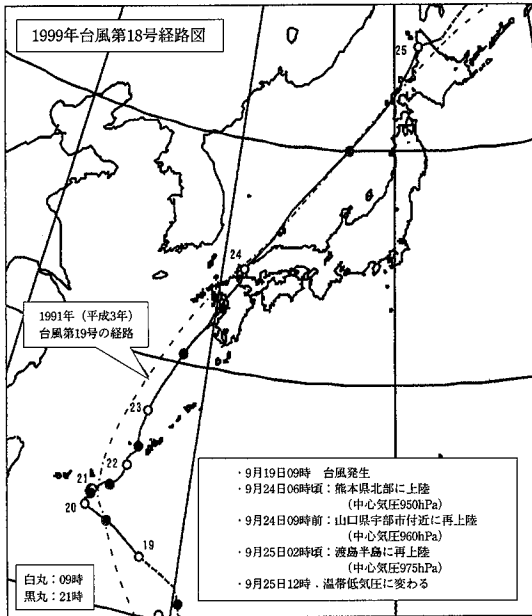 1999年台風第18号経路図
25
24
1991年（平成3年）
台風第19号の経路
23
22
21
20
19
・9月19日09時　台風発生
・9月24日06時頃：熊本県北部に上陸
（中心気圧950hPa）
・9月24日09時前：山口県宇部市付近に再上陸
（中心気圧960hPa）
・9月25日02時頃：渡島半島に再上陸
（中心気圧975hPa）
・9月25日12時．温帯低気圧に変わる
白丸：09時
黒丸：21時